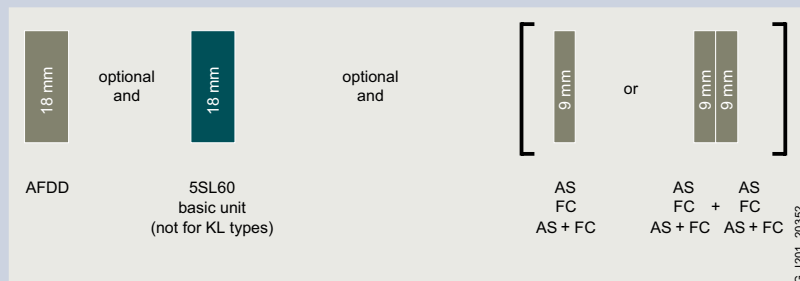 18 mm
optional
and
18 mm
optional
and
9 mm
or
9 mm
9 mm
AFDD
5SL60
basic unit
(not for KL types)
AS
FC
AS + FC
AS AS
FC + FC
AS + FC AS + FC
G_I201_20352